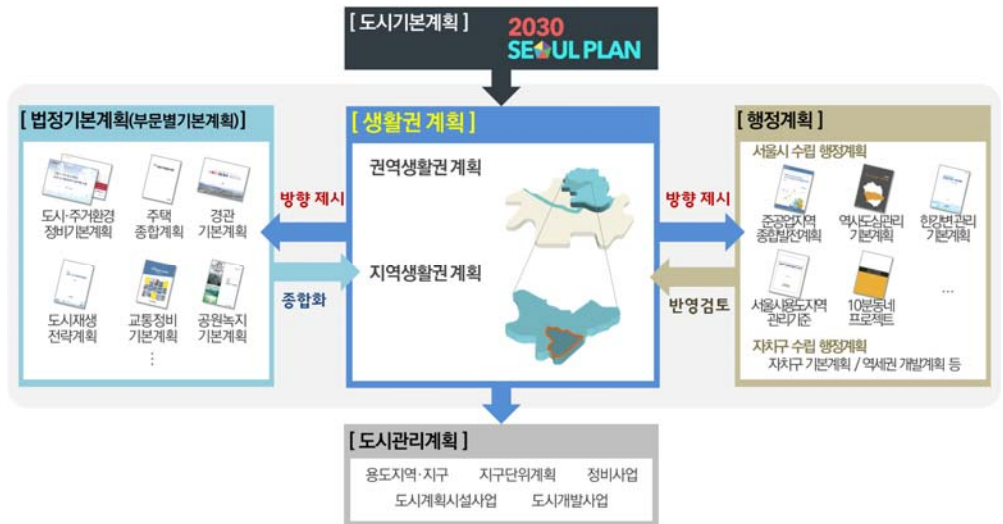 [ 도시기본계획 ]
2030
SEOUL PLAN
[ 법정기본계획(부문별기본계획) ]
도시·주거환경
정비기본계획
주택
종합계획
경관
기본계획
도시재생
전략계획
교통정비
기본계획
공원녹지
기본계획
⋮
방향 제시
종합화
[ 생활권 계획 ]
권역생활권 계획
지역생활권 계획
방향 제시
반영검토
[ 행정계획 ]
서울시 수립 행정계획
준공업지역
종합발전계획
역사도심관리
기본계획
한강변 관리
기본계획
서울시용도지역
관리기준
10분동네
프로젝트
...
자치구 수립 행정계획
자치구 기본계획 / 역세권 개발계획 등
[ 도시관리계획 ]
용도지역·지구 지구단위계획 정비사업
도시계획시설사업 도시개발사업